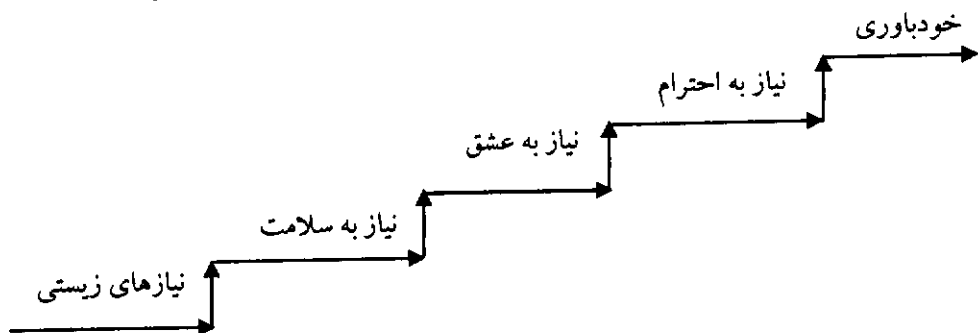 خودباوری
نیاز به احترام
نیاز به عشق
نیاز به سلامت
نیازهای زیستی